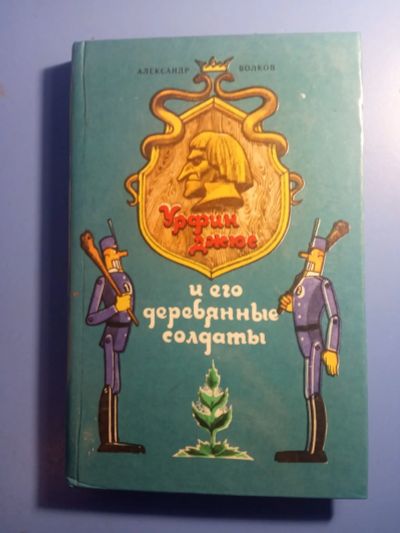 АЛЕКСАНДР ВОЛКОВ
Урфин
Джюс
и его
деревянные
солдаты